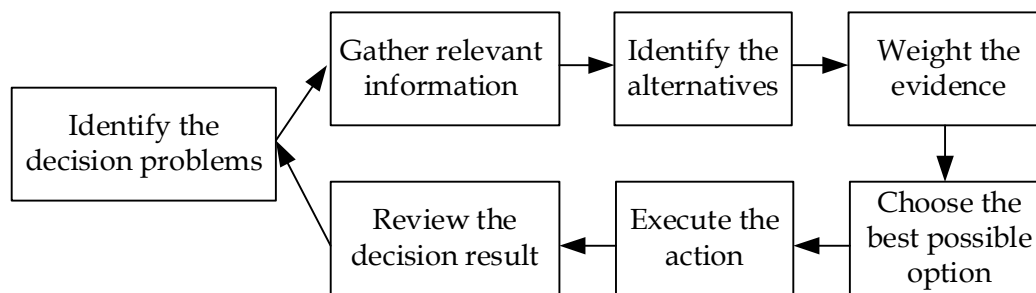 Identify the
decision problems
Gather relevant
information
Identify the
alternatives
Weight the
evidence
Choose the
best possible
option
Execute the
action
Review the
decision result